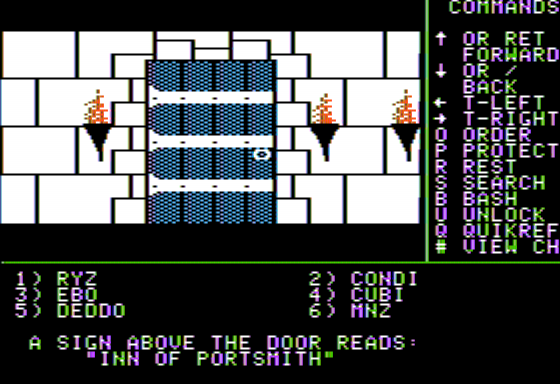 COMMANDS
↑ OR RET
FORWARD
↓ OR /
BACK
← T-LEFT
→ T-RIGHT
O ORDER
P PROTECT
R REST
S SEARCH
B BASH
U UNLOCK
Q QUIKREF
# VIEW CH
1) RYZ 2) CONDI
3) EBO 4) CUBI
5) DEDDO 6) MNZ
A SIGN ABOVE THE DOOR READS:
"INN OF PORTSMITH"